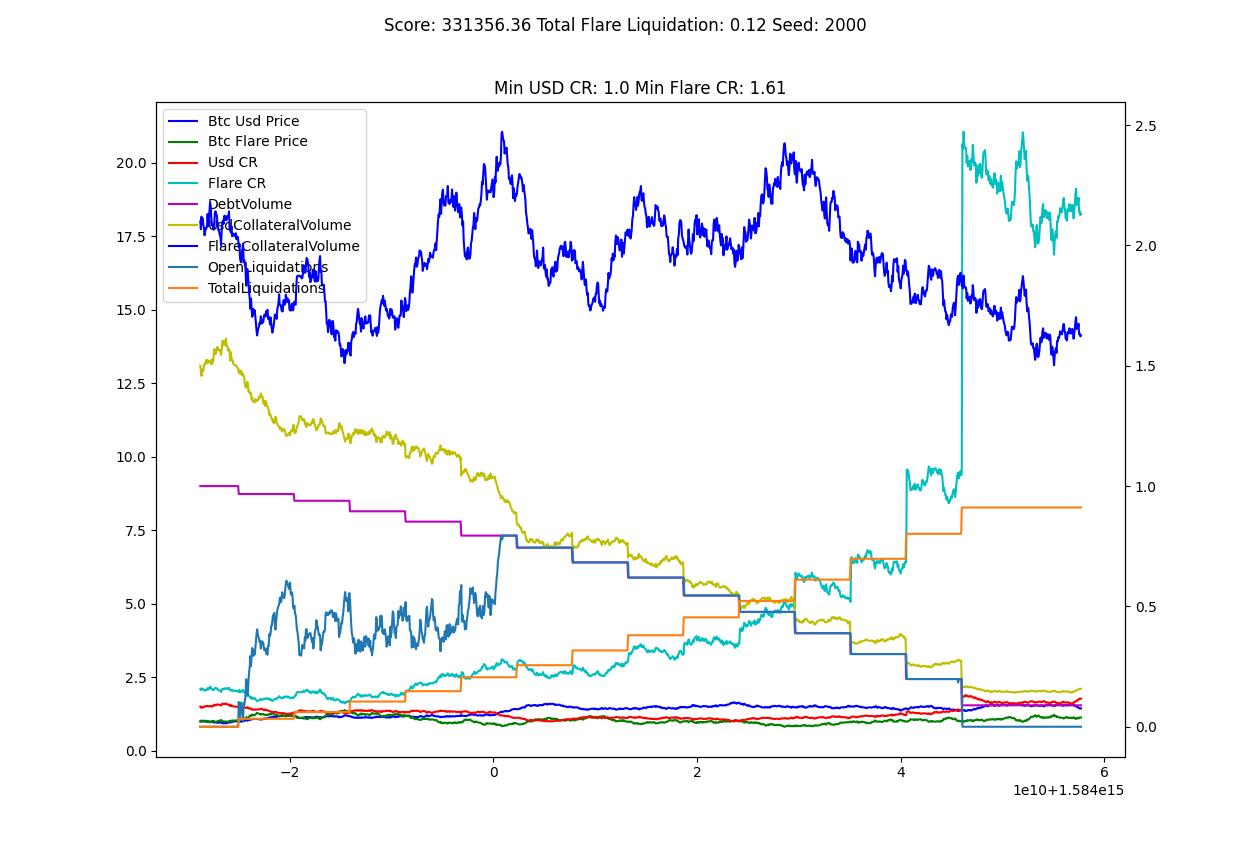 Score: 331356.36 Total Flare Liquidation: 0.12 Seed: 2000
Min USD CR: 1.0 Min Flare CR: 1.61
Btc Usd Price
Btc Flare Price
Usd CR
Flare CR
DebtVolume
UsdCollateralVolume
FlareCollateralVolume
OpenLiquidations
TotalLiquidations
20.0
17.5
15.0
12.5
10.0
7.5
5.0
2.5
0.0
2.5
2.0
1.5
1.0
0.5
0.0
−2 0 2 4 6
1e10+1.584e15